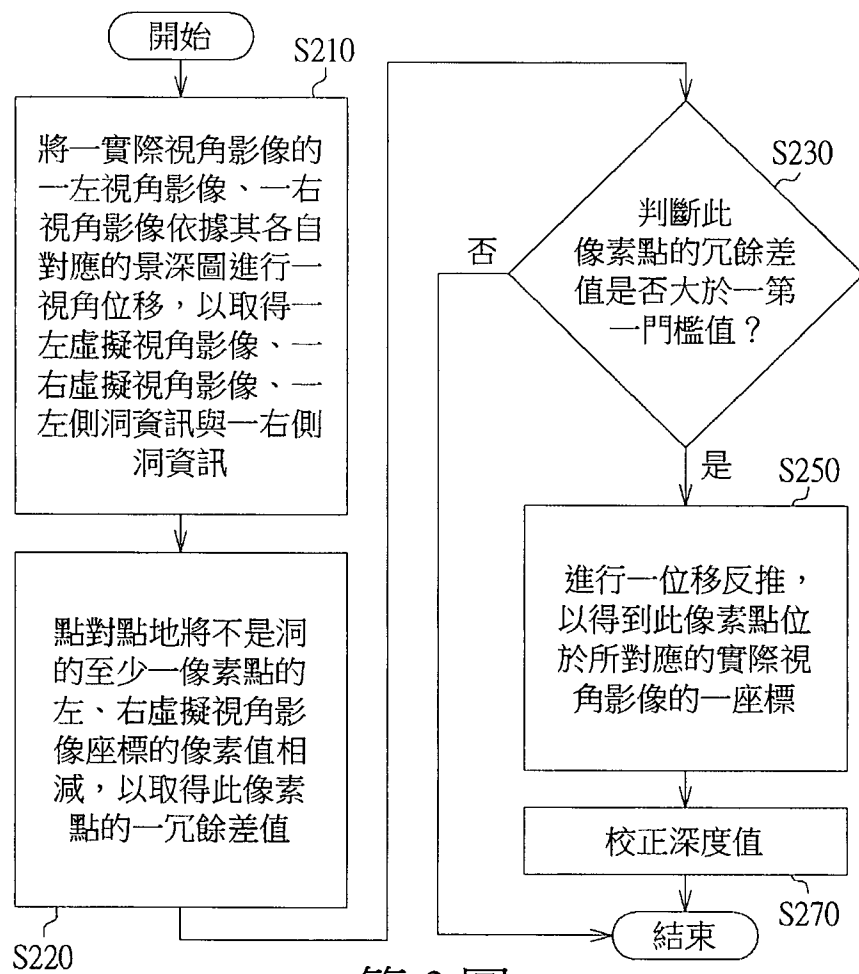 開始
S210
將一實際視角影像的
一左視角影像、一右
視角影像依據其各自
對應的景深圖進行一
視角位移，以取得一
左虛擬視角影像、一
右虛擬視角影像、一
左側洞資訊與一右側
洞資訊
點對點地將不是洞
的至少一像素點的
左、右虛擬視角影
像座標的像素值相
減，以取得此像素
點的一冗餘差值
S220
S230
判斷此
像素點的冗餘差
值是否大於一第
一門檻值？
否
是
S250
進行一位移反推，
以得到此像素點位
於所對應的實際視
角影像的一座標
校正深度值
S270
結束